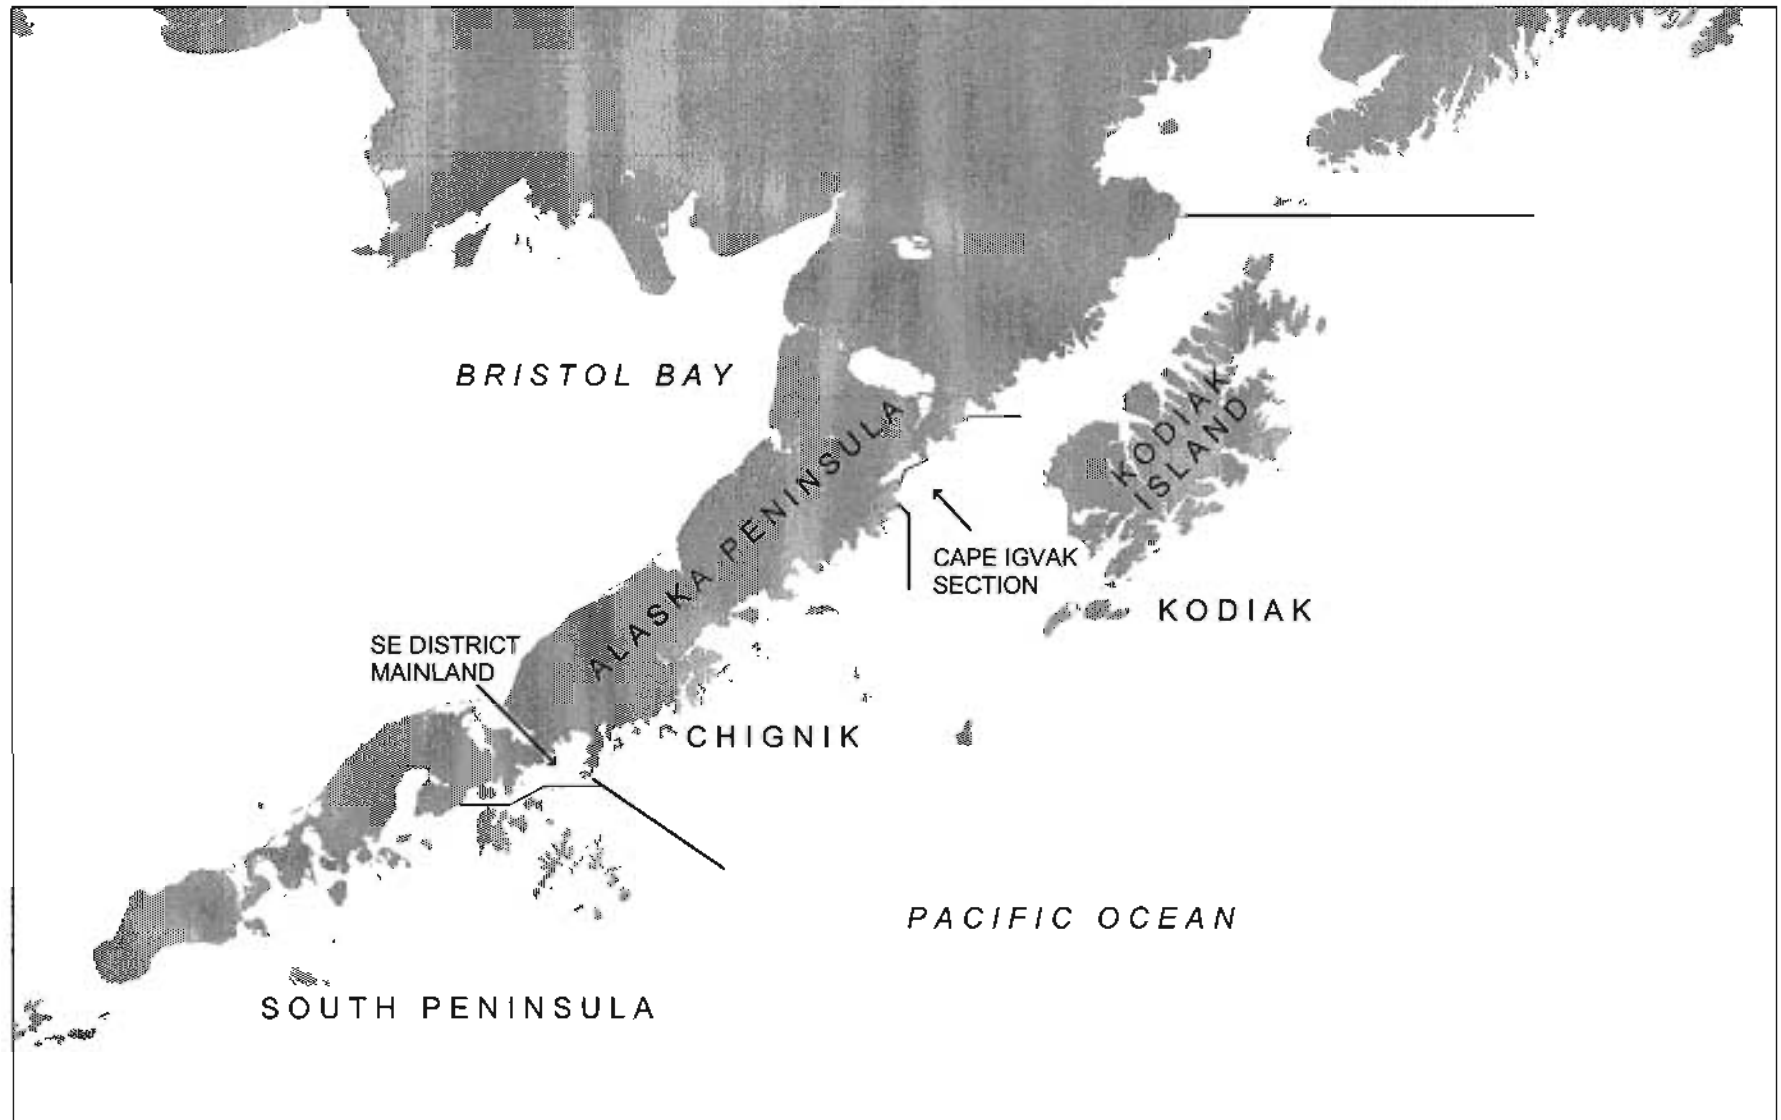 BRISTOL BAY
ALASKA PENINSULA
KODIAK
ISLAND
CAPE IGVAK
SECTION
KODIAK
SE DISTRICT
MAINLAND
CHIGNIK
PACIFIC OCEAN
SOUTH PENINSULA